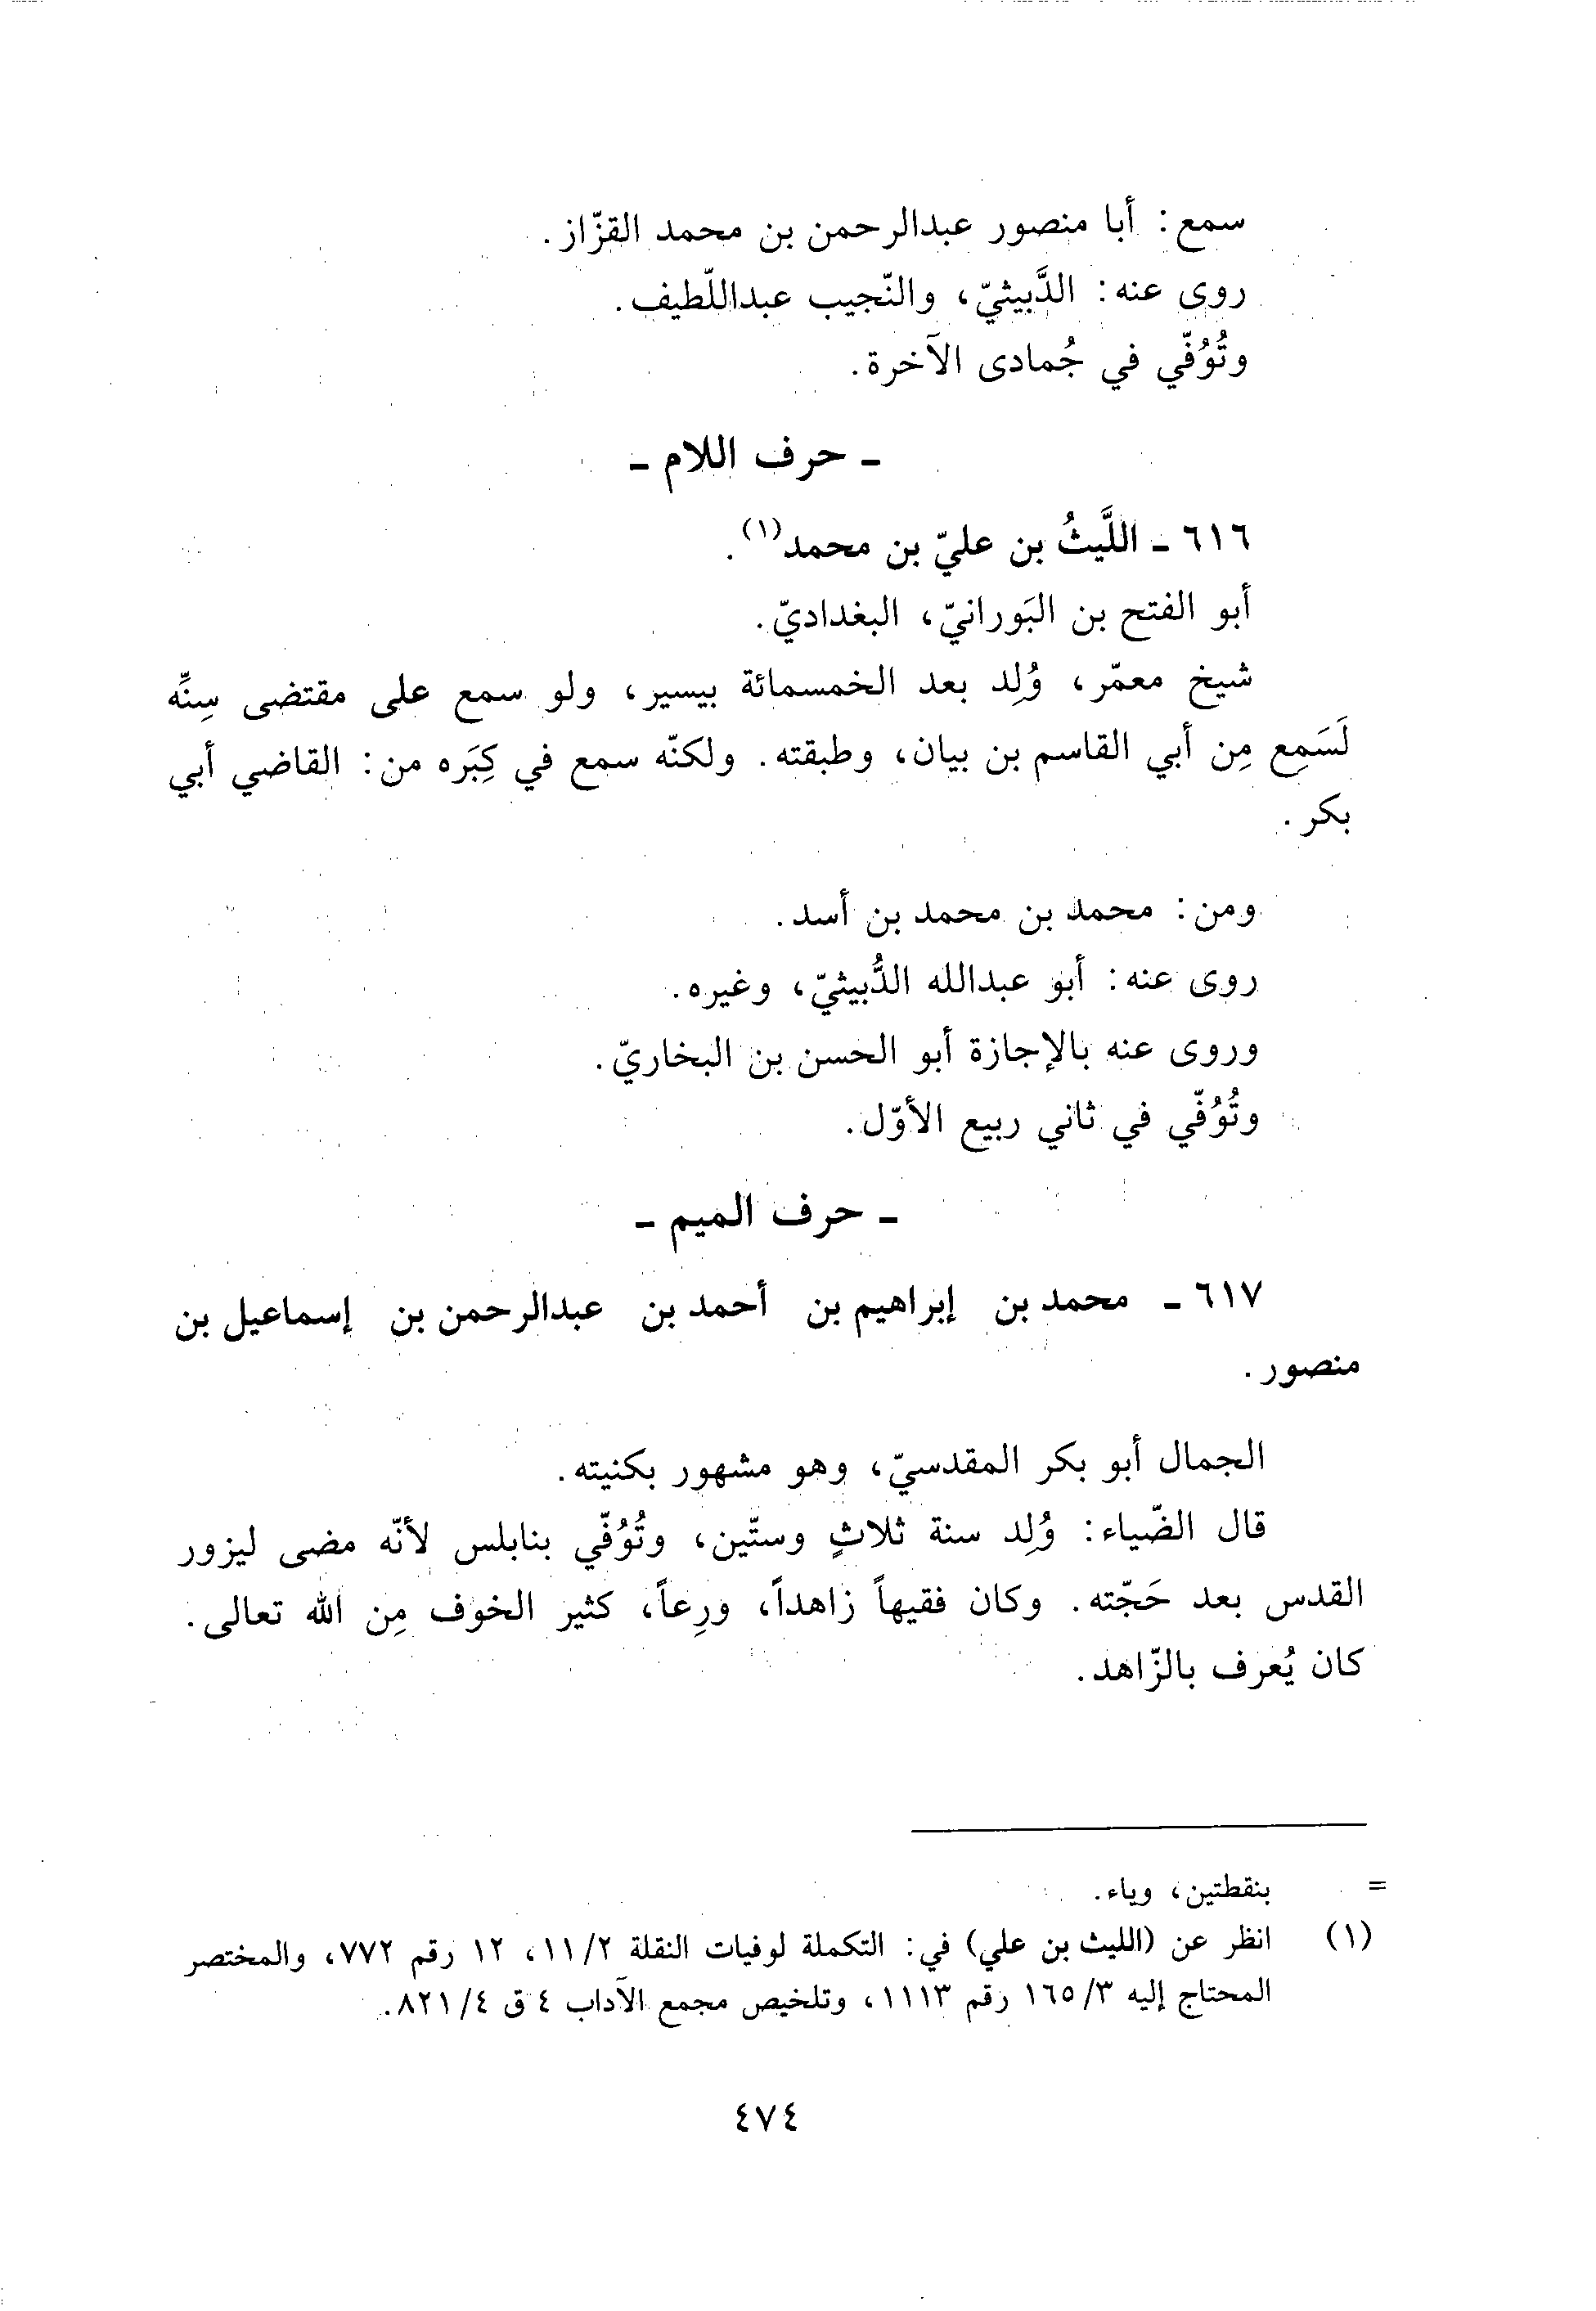 سمع: أبا منصور عبدالرحمن بن محمد القزّاز.
روى عنه: الدَّبيثيّ، والنّجيب عبداللّطيف.
وتُوُفّي في جُمادى الآخرة.
ـ حرف اللام ـ
٦١٦ ـ اللَّيثُ بن عليّ بن محمد(١).
أبو الفتح بن البَورانيّ، البغداديّ.
شيخ معمّر، وُلِد بعد الخمسمائة بيسير، ولو سمع على مقتضى سِنِّه
لَسَمِع مِن أبي القاسم بن بيان، وطبقته. ولكنّه سمع في كِبَره من: القاضي أبي
بكر.
ومن: محمد بن محمد بن أسد.
روى عنه: أبو عبدالله الدُّبيثيّ، وغيره.
وروى عنه بالإجازة أبو الحسن بن البخاريّ.
وتُوُفّي في ثاني ربيع الأوّل.
ـ حرف الميم ـ
٦١٧ ـ محمد بن إبراهيم بن أحمد بن عبدالرحمن بن إسماعيل بن
منصور.
الجمال أبو بكر المقدسيّ، وهو مشهور بكنيته.
قال الضّياء: وُلِد سنة ثلاثٍ وستّين، وتُوُفّي بنابلس لأنّه مضى ليزور
القدس بعد حَجّته. وكان فقيهاً زاهداً، ورِعاً، كثير الخوف مِن الله تعالى.
كان يُعرف بالزّاهد.
= بنقطتين، وياء.
(١) انظر عن (الليث بن علي) في: التكملة لوفيات النقلة ١١/٢، ١٢ رقم ٧٧٢، والمختصر
المحتاج إليه ١٦٥/٣ رقم ١١١٣، وتلخيص مجمع الآداب ٤ ق ٨٢١/٤.
٤٧٤